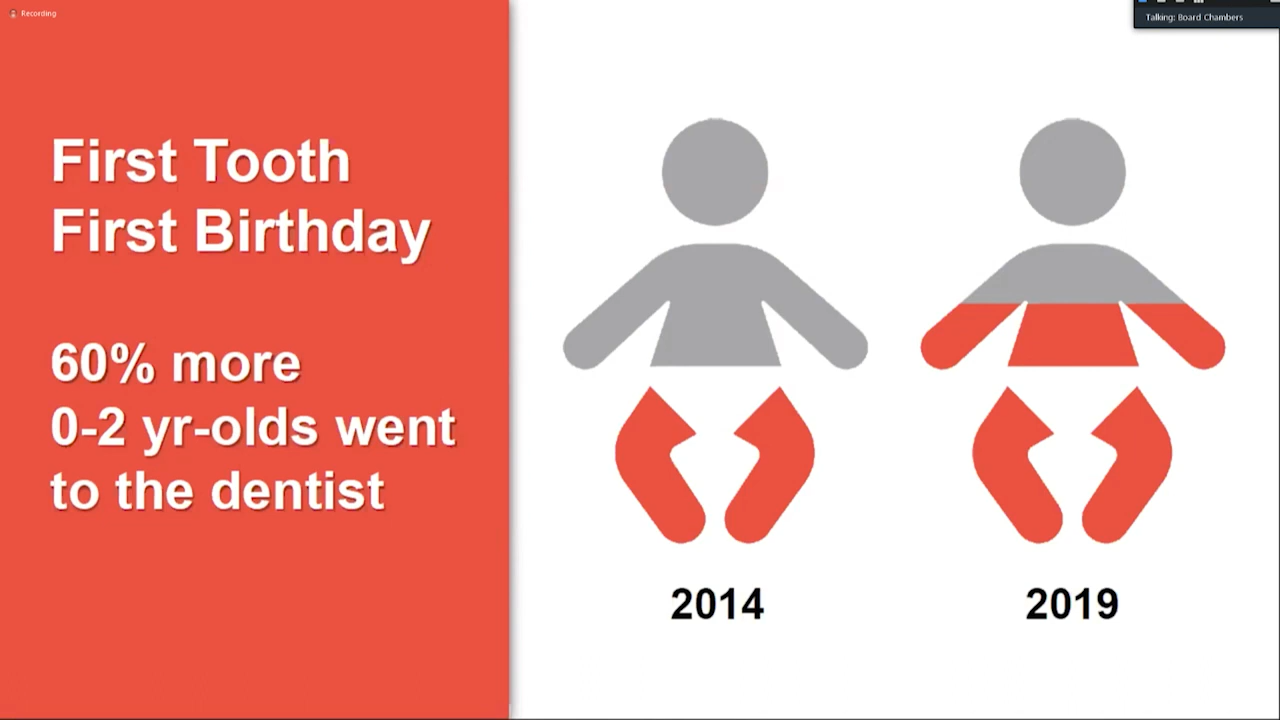 Recording
Talking: Board Chambers
First Tooth
First Birthday
60% more
0-2 yr-olds went
to the dentist
2014
2019